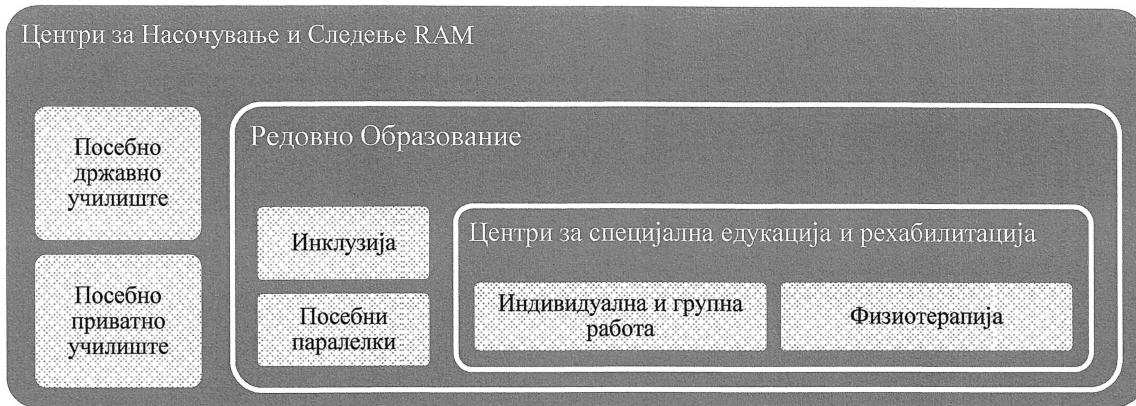 Центри за Насочување и Следење RAM
Посебно
државно
училиште
Посебно
приватно
училиште
Редовно Образование
Инклузија
Посебни
паралелки
Центри за специјална едукација и рехабилитација
Индивидуална и групна
работа
Физиотерапија